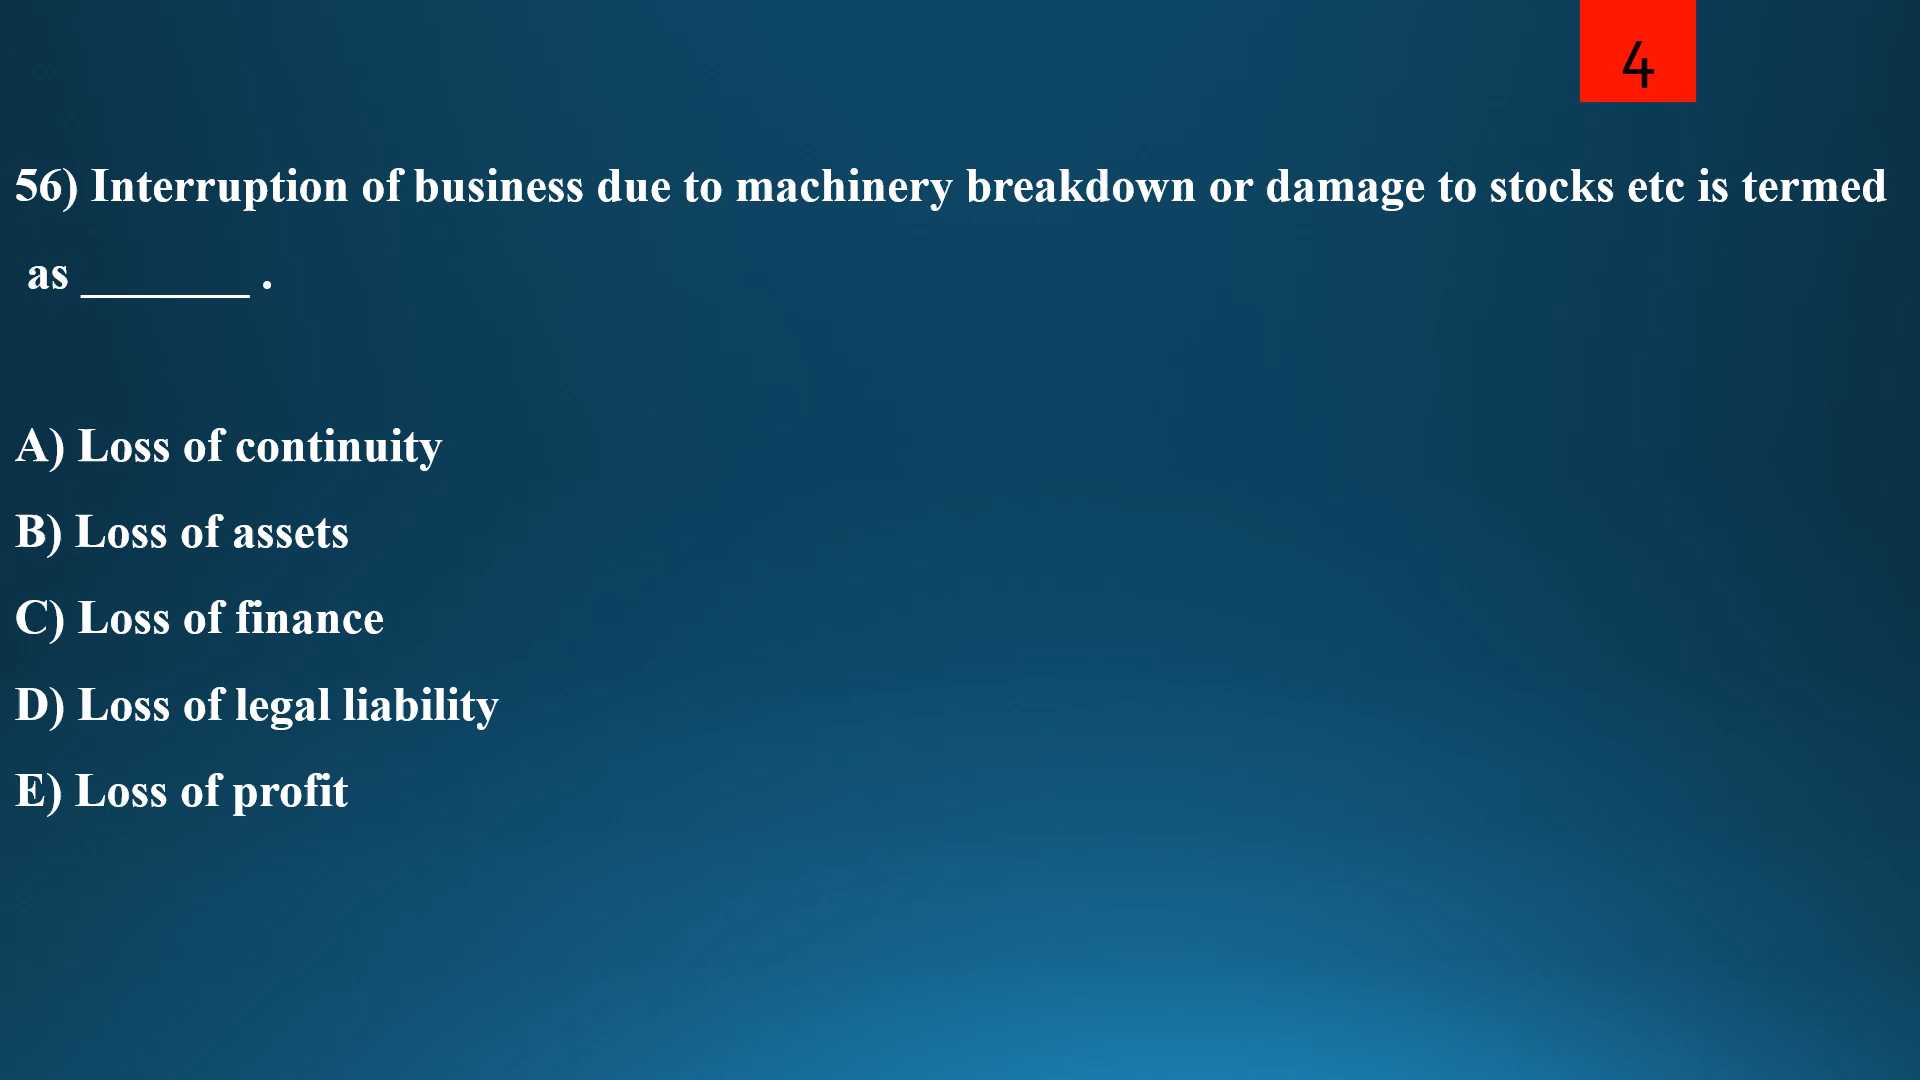 4
56) Interruption of business due to machinery breakdown or damage to stocks etc is termed
as _______ .
A) Loss of continuity
B) Loss of assets
C) Loss of finance
D) Loss of legal liability
E) Loss of profit